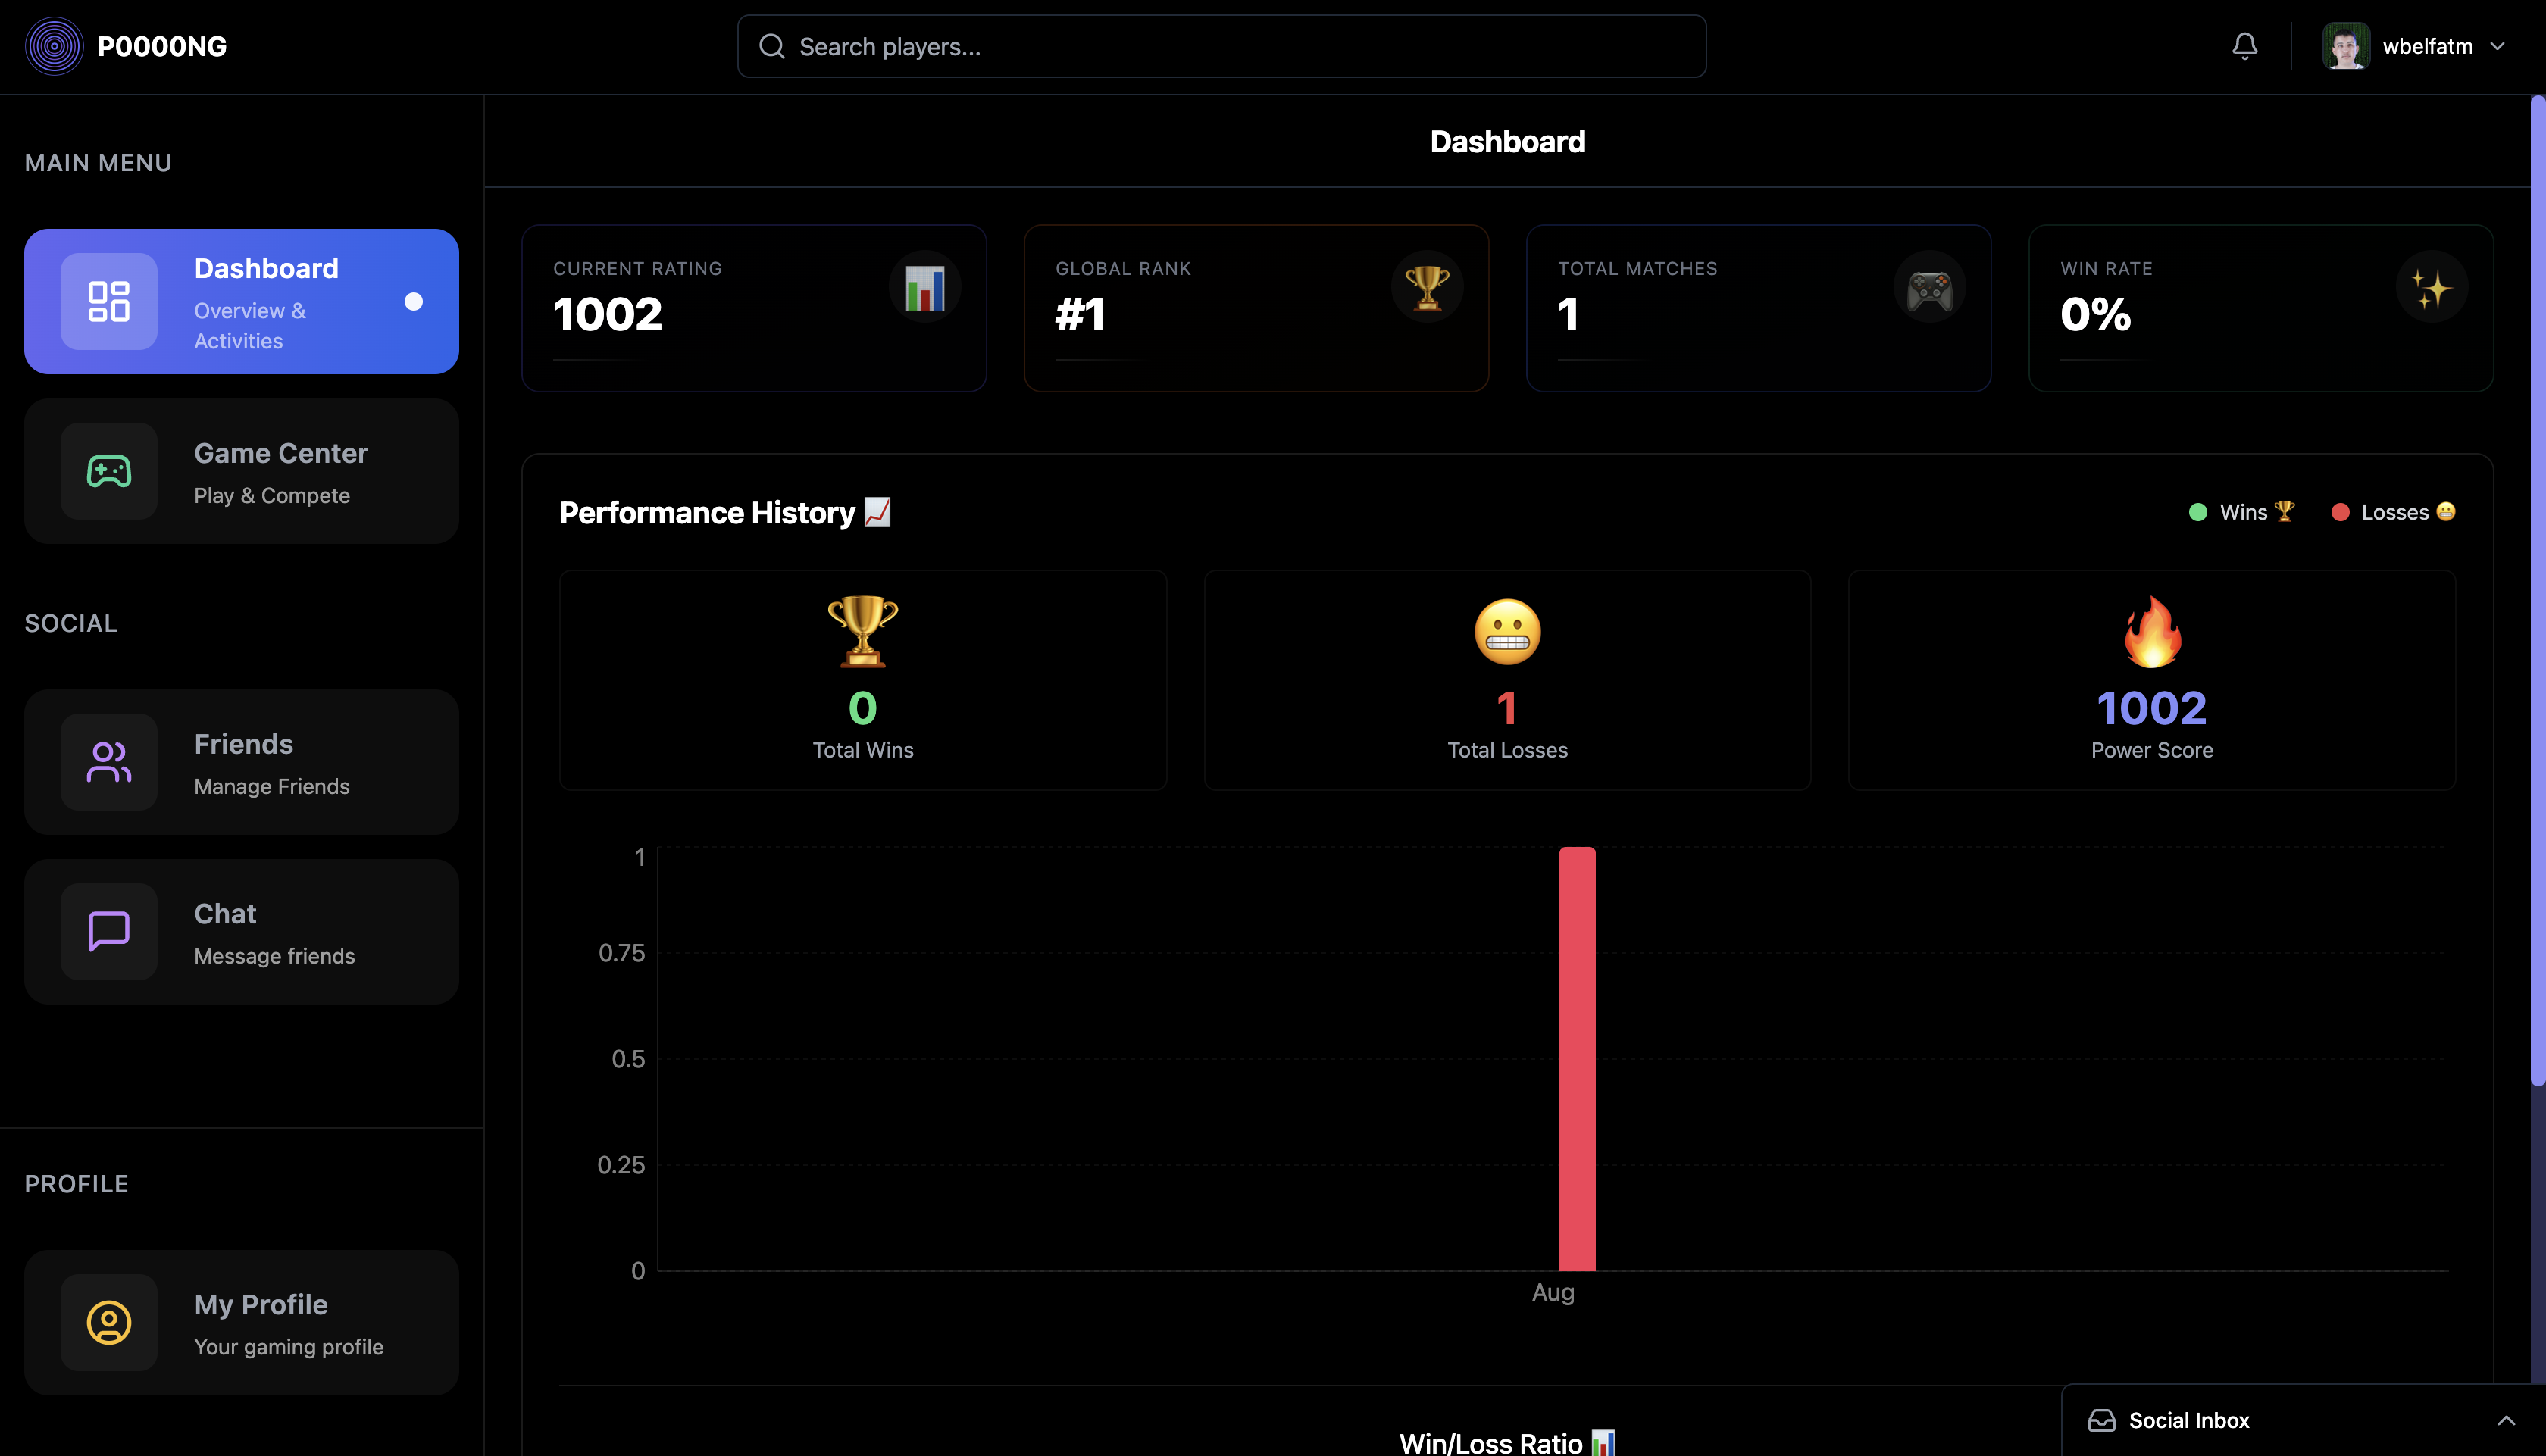 P0000NG
Search players...
wbelfatm
MAIN MENU
Dashboard
Overview &
Activities
Game Center
Play & Compete
SOCIAL
Friends
Manage Friends
Chat
Message friends
PROFILE
My Profile
Your gaming profile
Dashboard
CURRENT RATING
1002
GLOBAL RANK
#1
TOTAL MATCHES
1
WIN RATE
0%
Performance History 📈
Wins 🏆
Losses 😬
0
Total Wins
1
Total Losses
1002
Power Score
1
0.75
0.5
0.25
0
Aug
Win/Loss Ratio 📊
Social Inbox